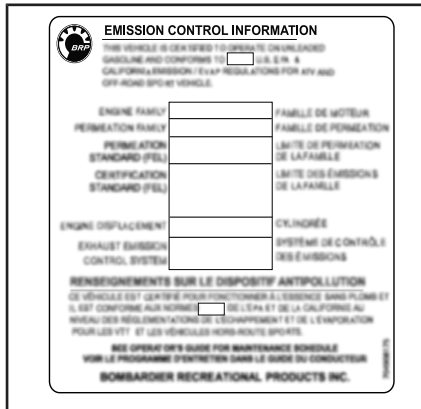 BRP
EMISSION CONTROL INFORMATION
THIS VEHICLE IS CERTIFIED TO OPERATE ON UNLEADED
GASOLINE AND CONFORMS TO U.S. EPA &
CALIFORNIA EMISSION / EVAP REGULATIONS FOR ATV AND
OFF-ROAD SPORT VEHICLE.
ENGINE FAMILY FAMILLE DE MOTEUR
PERMEATION FAMILY FAMILLE DE PERMEATION
PERMEATION LIMITE DE PERMEATION
STANDARD (FEL) DE LA FAMILLE
CERTIFICATION LIMITE DES ÉMISSIONS
STANDARD (FEL) DE LA FAMILLE
ENGINE DISPLACEMENT CYLINDRÉE
EXHAUST EMISSION SYSTÈME DE CONTRÔLE
CONTROL SYSTEM DES ÉMISSIONS
RENSEIGNEMENTS SUR LE DISPOSITIF ANTIPOLLUTION
CE VÉHICULE EST CERTIFIÉ POUR FONCTIONNER À L'ESSENCE SANS PLOMB ET
IL EST CONFORME AUX NORMES DE L'EPA ET DE LA CALIFORNIE AU
NIVEAU DES RÉGLEMENTATIONS DE L'ÉCHAPPEMENT ET DE L'ÉVAPORATION
POUR LES VTT ET LES VÉHICULES HORS-ROUTE SPORTS.
SEE OPERATOR'S GUIDE FOR MAINTENANCE SCHEDULE
VOIR LE PROGRAMME D'ENTRETIEN DANS LE GUIDE DU CONDUCTEUR
BOMBARDIER RECREATIONAL PRODUCTS INC.